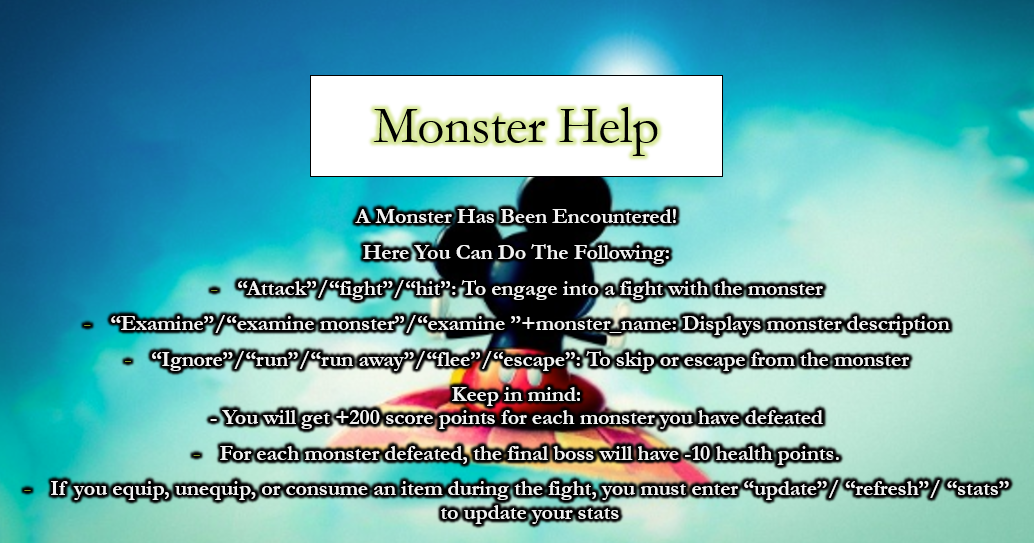 Monster Help
A Monster Has Been Encountered!
Here You Can Do The Following:
- “Attack”/“fight”/“hit”: To engage into a fight with the monster
- “Examine”/“examine monster”/“examine ”+monster_name: Displays monster description
- “Ignore”/“run”/“run away”/“flee”/“escape”: To skip or escape from the monster
Keep in mind:
- You will get +200 score points for each monster you have defeated
- For each monster defeated, the final boss will have -10 health points.
- If you equip, unequip, or consume an item during the fight, you must enter “update”/ “refresh”/ “stats”
to update your stats